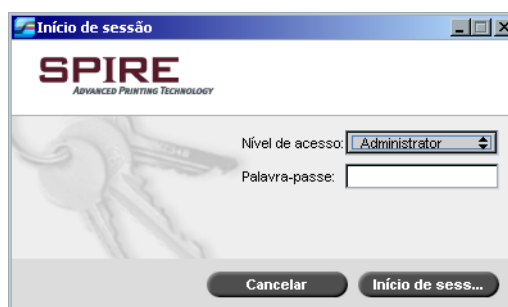 Início de sessão
SPIRE
ADVANCED PRINTING TECHNOLOGY
Nível de acesso: Administrator
Palavra-passe:
Cancelar Início de sess...